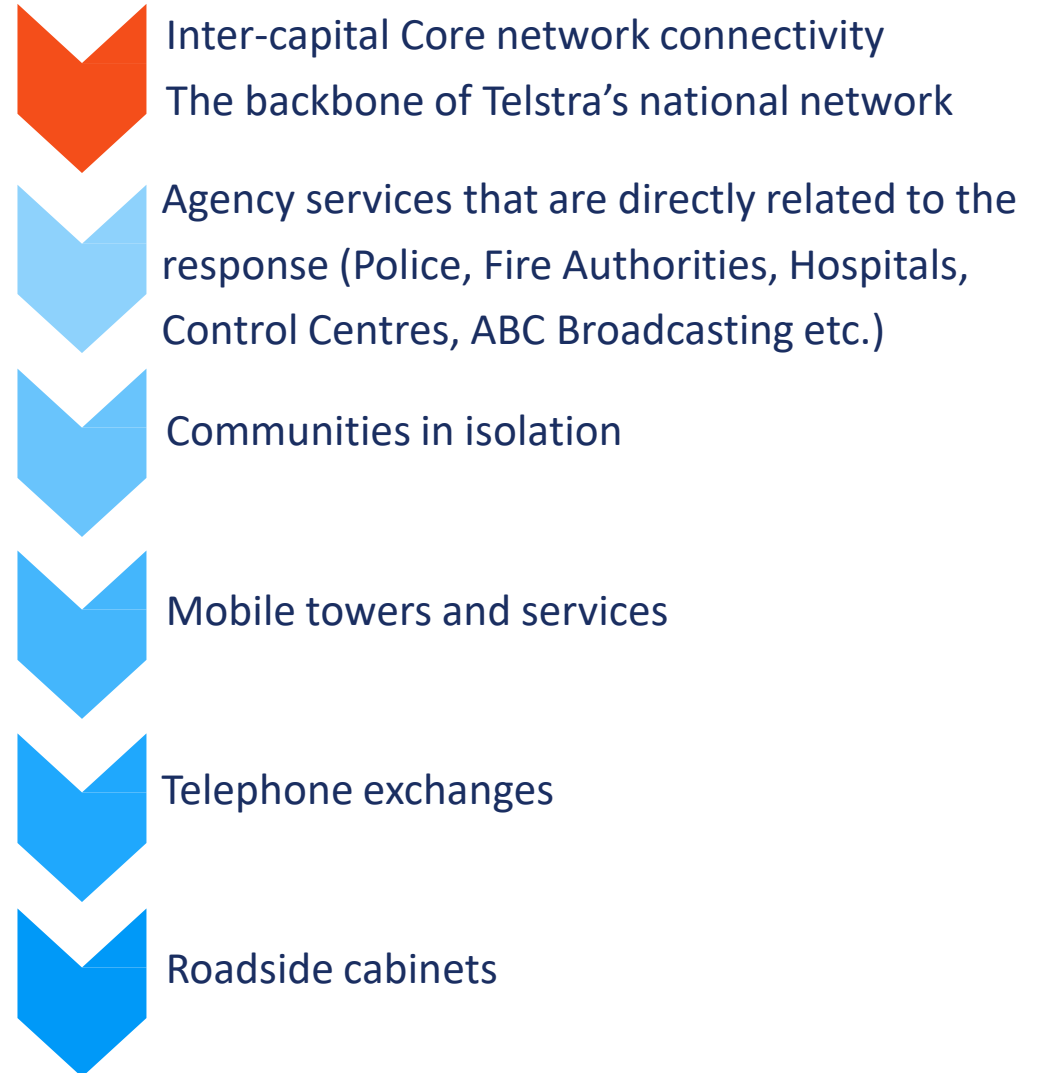 Inter-capital Core network connectivity
The backbone of Telstra’s national network
Agency services that are directly related to the
response (Police, Fire Authorities, Hospitals,
Control Centres, ABC Broadcasting etc.)
Communities in isolation
Mobile towers and services
Telephone exchanges
Roadside cabinets